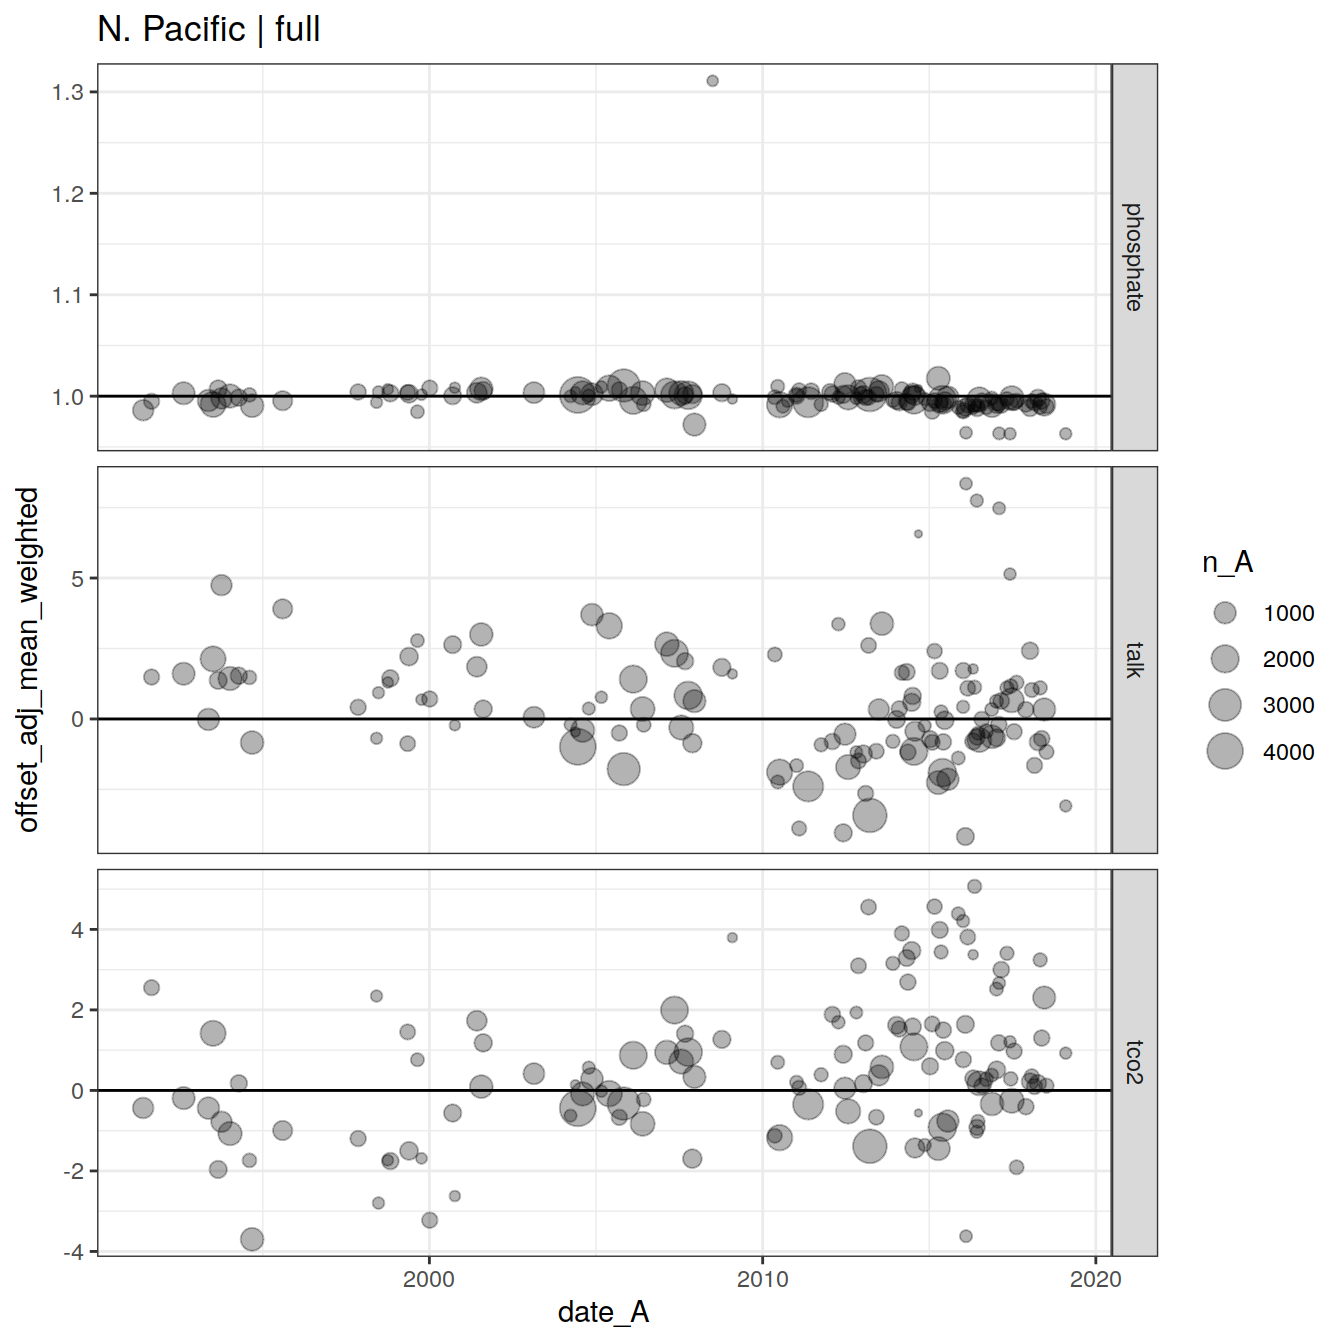 N. Pacific | full
offset_adj_mean_weighted
1.3
1.2
1.1
1.0
phosphate
5
0
talk
4
2
0
-2
-4
tco2
2000
2010
2020
date_A
n_A
1000
2000
3000
4000